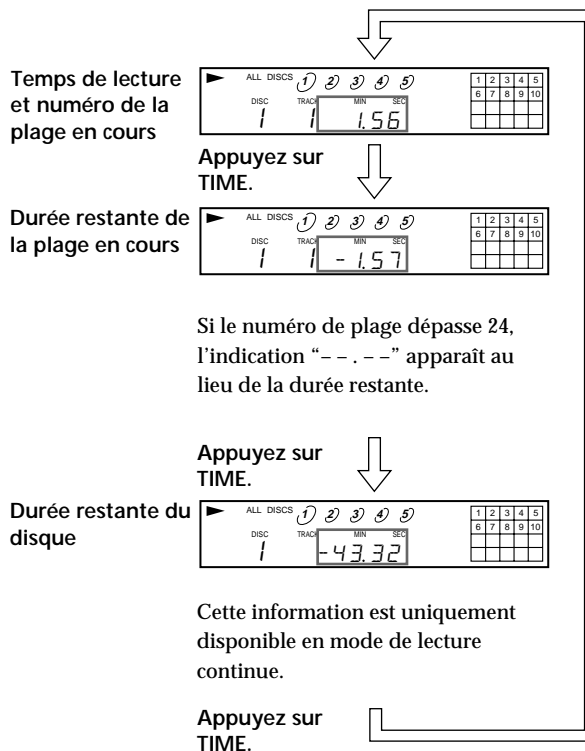 Temps de lecture
et numéro de la
plage en cours
ALL DISCS 1 2 3 4 5
DISC TRACK MIN SEC
1 1 1.56
1 2 3 4 5
6 7 8 9 10
Appuyez sur
TIME.
Durée restante de
la plage en cours
ALL DISCS 1 2 3 4 5
DISC TRACK MIN SEC
1 1 -1.57
1 2 3 4 5
6 7 8 9 10
Si le numéro de plage dépasse 24,
l'indication “– – . – –” apparaît au
lieu de la durée restante.
Appuyez sur
TIME.
Durée restante du
disque
ALL DISCS 1 2 3 4 5
DISC TRACK MIN SEC
1 -43.32
1 2 3 4 5
6 7 8 9 10
Cette information est uniquement
disponible en mode de lecture
continue.
Appuyez sur
TIME.